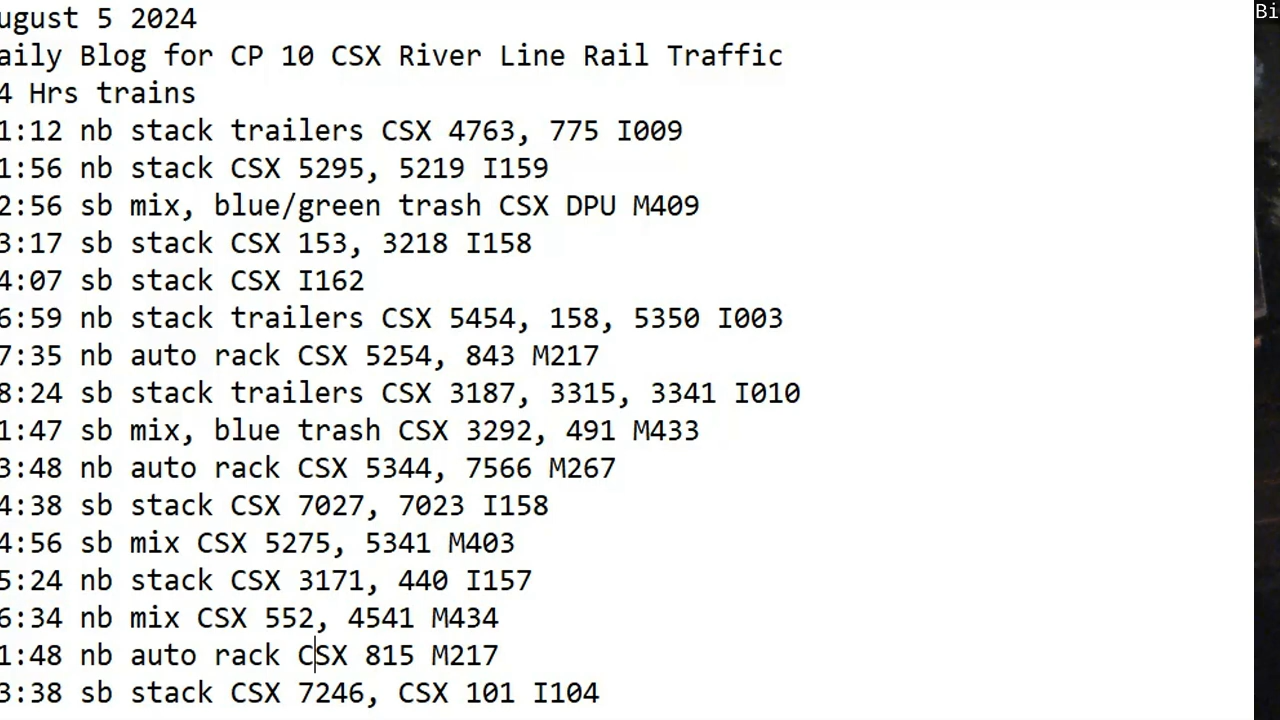 ugust 5 2024
aily Blog for CP 10 CSX River Line Rail Traffic
4 Hrs trains
1:12 nb stack trailers CSX 4763, 775 I009
1:56 nb stack CSX 5295, 5219 I159
2:56 sb mix, blue/green trash CSX DPU M409
3:17 sb stack CSX 153, 3218 I158
4:07 sb stack CSX I162
6:59 nb stack trailers CSX 5454, 158, 5350 I003
7:35 nb auto rack CSX 5254, 843 M217
8:24 sb stack trailers CSX 3187, 3315, 3341 I010
1:47 sb mix, blue trash CSX 3292, 491 M433
3:48 nb auto rack CSX 5344, 7566 M267
4:38 sb stack CSX 7027, 7023 I158
4:56 sb mix CSX 5275, 5341 M403
5:24 nb stack CSX 3171, 440 I157
6:34 nb mix CSX 552, 4541 M434
1:48 nb auto rack CSX 815 M217
3:38 sb stack CSX 7246, CSX 101 I104
Bi